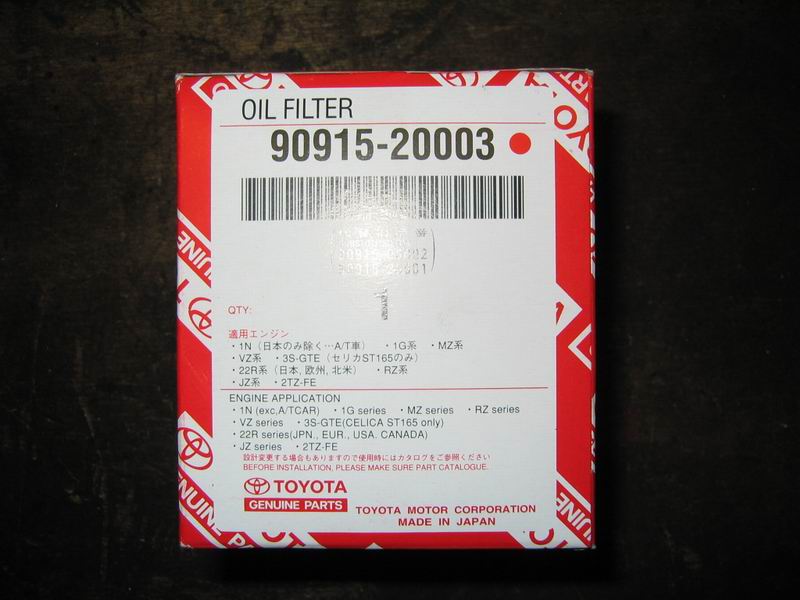 OIL FILTER
90915-20003
QTY:
適用エンジン
・1N（日本のみ除く…A/T車） ・1G系 ・MZ系
・VZ系 ・3S-GTE（セリカST165のみ）
・22R系（日本, 欧州, 北米） ・RZ系
・JZ系 ・2TZ-FE
ENGINE APPLICATION
・1N (exc,A/TCAR) ・1G series ・MZ series ・RZ series
・VZ series ・3S-GTE(CELICA ST165 only)
・22R series(JPN., EUR., USA. CANADA)
・JZ series ・2TZ-FE
設計変更する場合もありますので使用時にはカタログをご参照ください
BEFORE INSTALLATION, PLEASE MAKE SURE PART CATALOGUE.
TOYOTA
GENUINE PARTS
TOYOTA MOTOR CORPORATION
MADE IN JAPAN